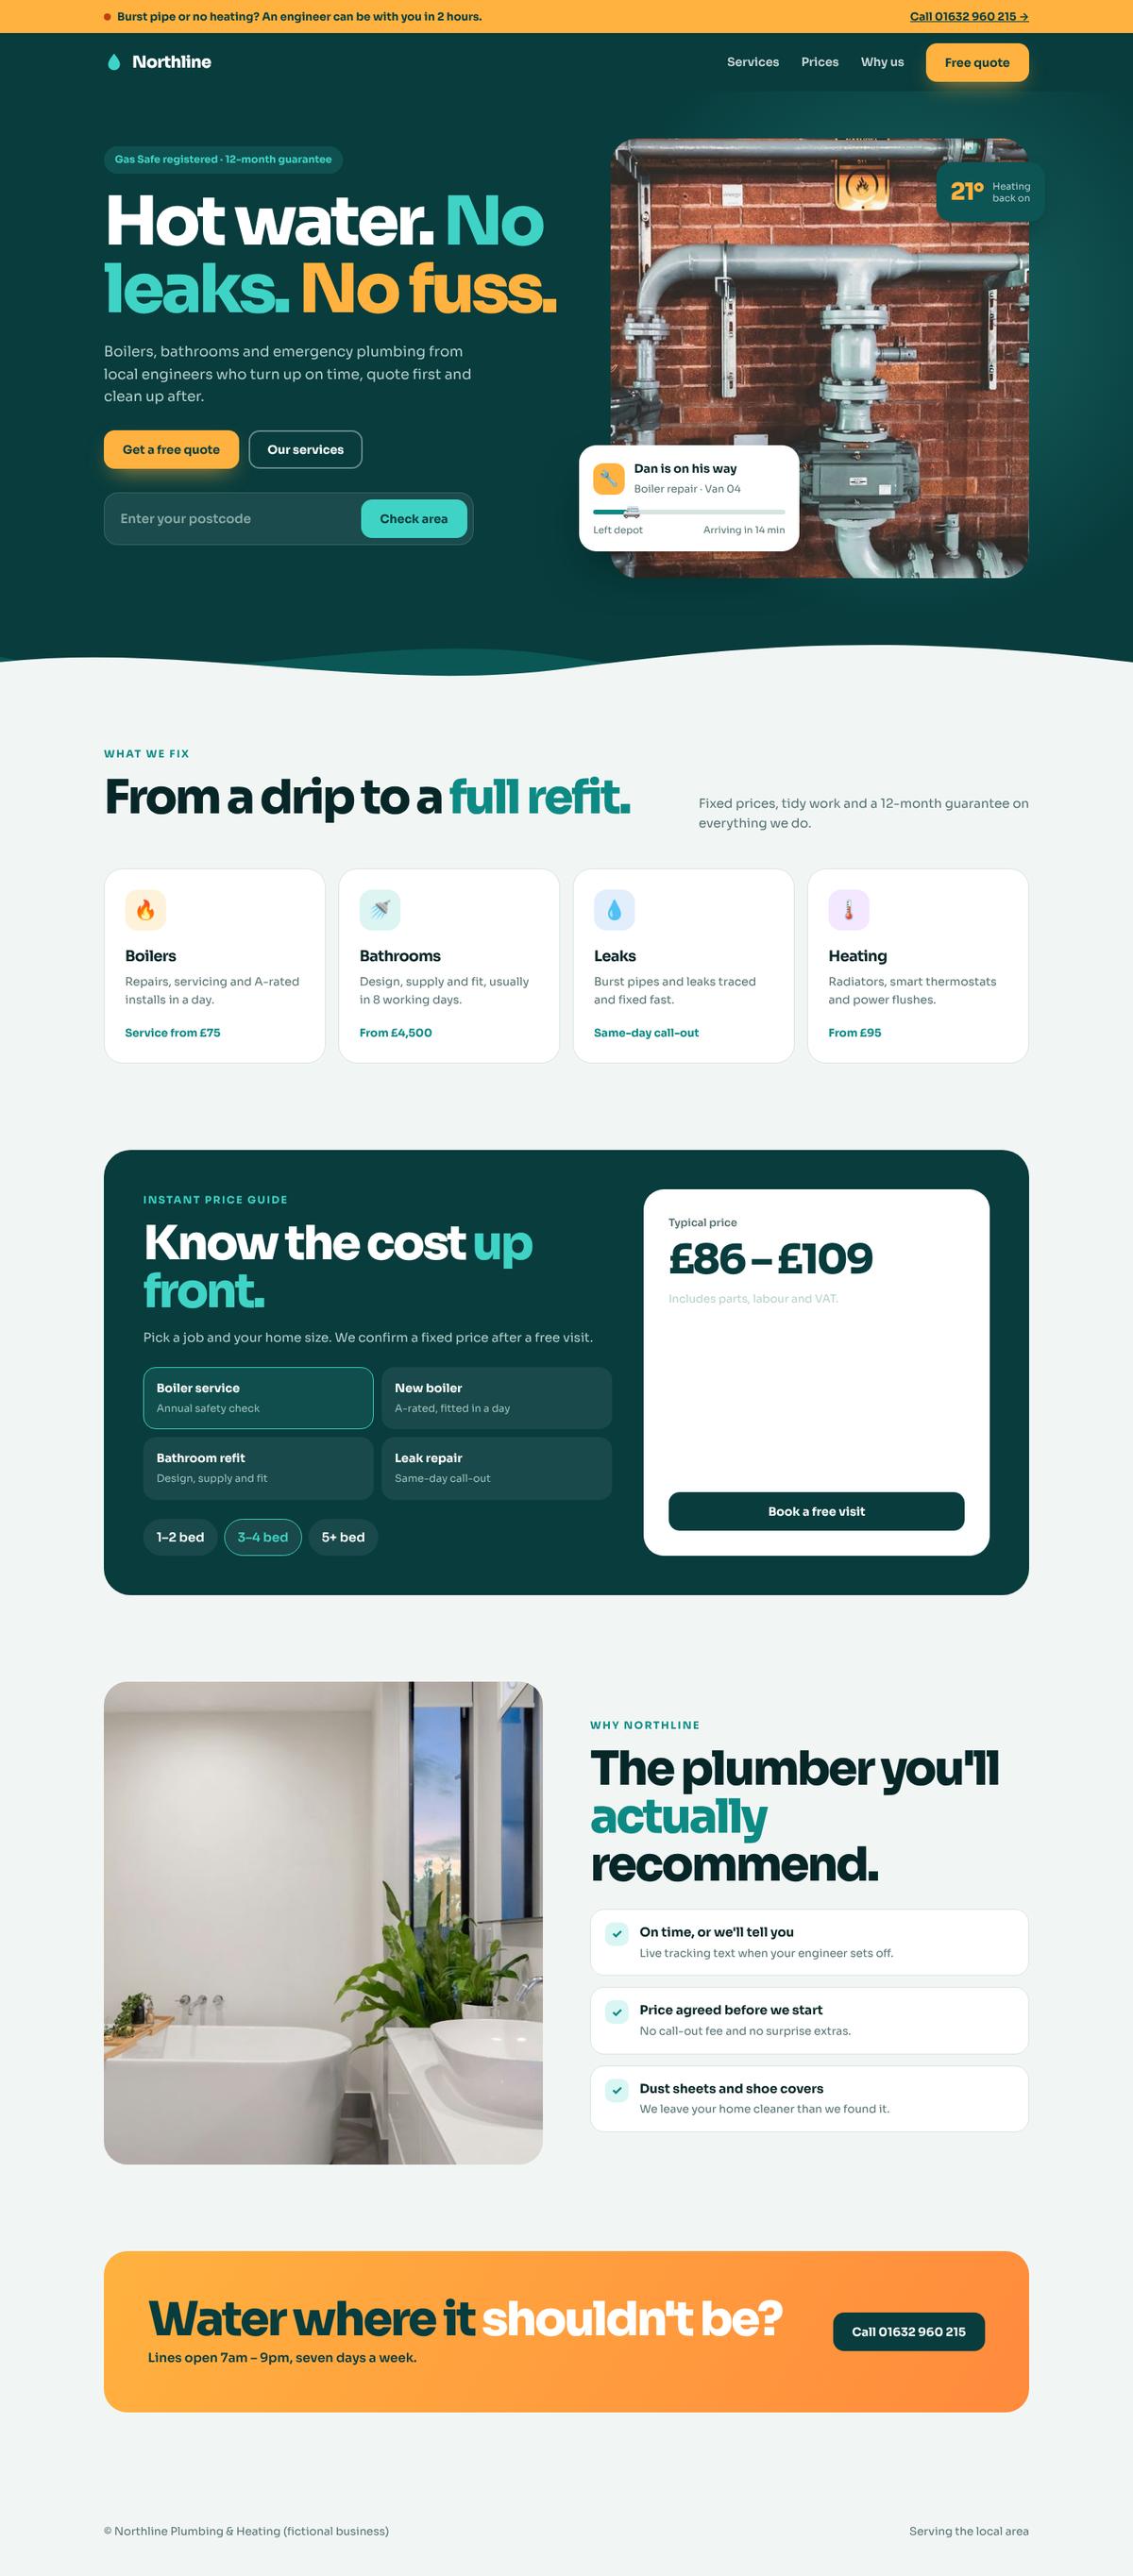 Burst pipe or no heating? An engineer can be with you in 2 hours.
Call 01632 960 215 →
Northline
Services
Prices
Why us
Free quote
Gas Safe registered · 12-month guarantee
Hot water. No
leaks. No fuss.
Boilers, bathrooms and emergency plumbing from
local engineers who turn up on time, quote first and
clean up after.
Get a free quote
Our services
Enter your postcode
Check area
21°
Heating
back on
Dan is on his way
Boiler repair · Van 04
Left depot
Arriving in 14 min
WHAT WE FIX
From a drip to a full refit.
Fixed prices, tidy work and a 12-month guarantee on
everything we do.
Boilers
Repairs, servicing and A-rated
installs in a day.
Service from £75
Bathrooms
Design, supply and fit, usually
in 8 working days.
From £4,500
Leaks
Burst pipes and leaks traced
and fixed fast.
Same-day call-out
Heating
Radiators, smart thermostats
and power flushes.
From £95
INSTANT PRICE GUIDE
Know the cost up
front.
Pick a job and your home size. We confirm a fixed price after a free visit.
Boiler service
Annual safety check
New boiler
A-rated, fitted in a day
Bathroom refit
Design, supply and fit
Leak repair
Same-day call-out
1–2 bed
3–4 bed
5+ bed
Typical price
£86 – £109
Includes parts, labour and VAT.
Book a free visit
WHY NORTHLINE
The plumber you'll
actually
recommend.
On time, or we'll tell you
Live tracking text when your engineer sets off.
Price agreed before we start
No call-out fee and no surprise extras.
Dust sheets and shoe covers
We leave your home cleaner than we found it.
Water where it shouldn't be?
Lines open 7am – 9pm, seven days a week.
Call 01632 960 215
© Northline Plumbing & Heating (fictional business)
Serving the local area